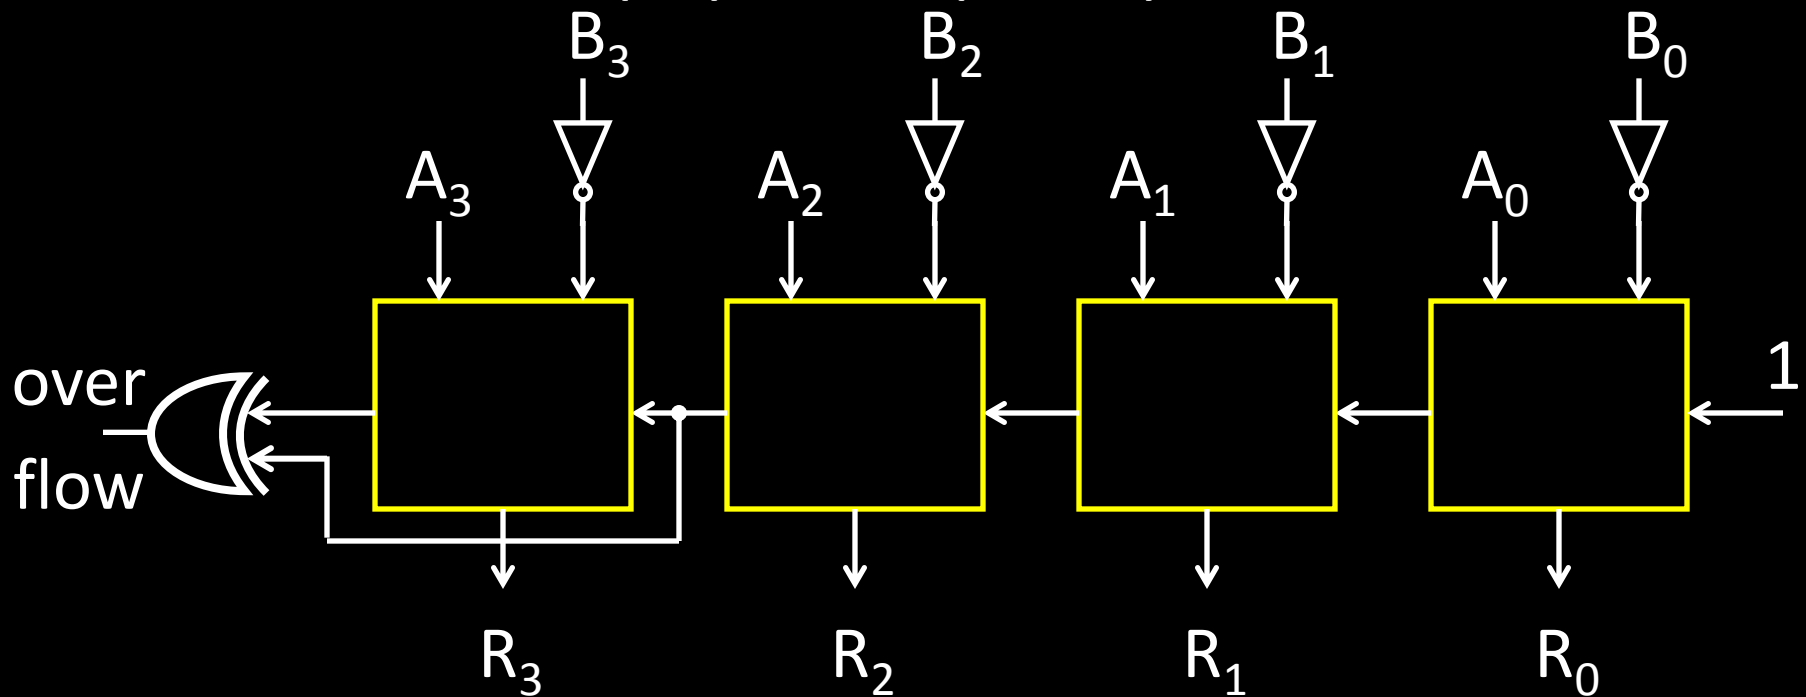 B₃ B₂ B₁ B₀
A₃ A₂ A₁ A₀
1
over
flow
R₃ R₂ R₁ R₀